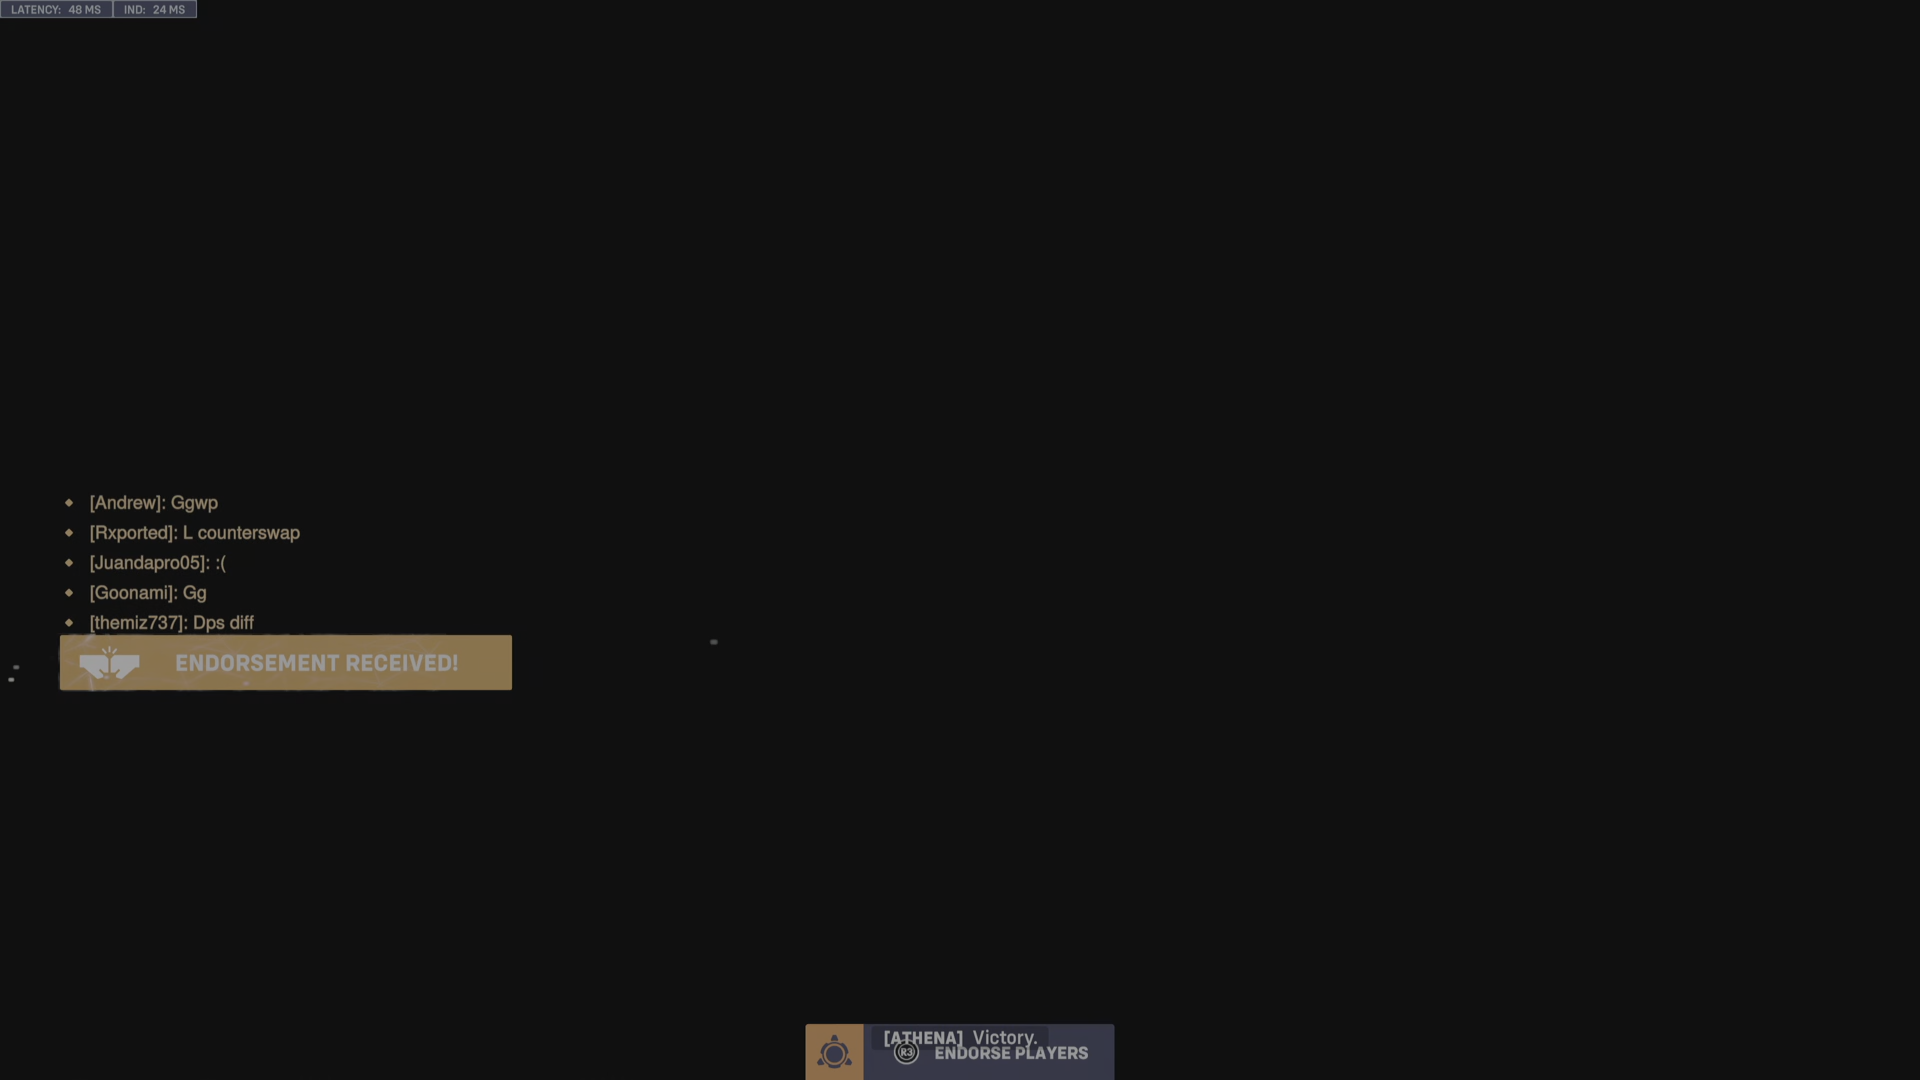 LATENCY: 48 MS IND: 24 MS
[Andrew]: Ggwp
[Rxported]: L counterswap
[Juandapro05]: :(
[Goonami]: Gg
[themiz737]: Dps diff
ENDORSEMENT RECEIVED!
[ATHENA] Victory.
R3 ENDORSE PLAYERS